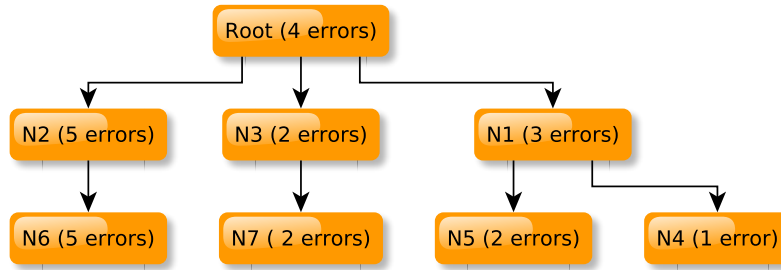 Root (4 errors)
N2 (5 errors)
N3 (2 errors)
N1 (3 errors)
N6 (5 errors)
N7 ( 2 errors)
N5 (2 errors)
N4 (1 error)